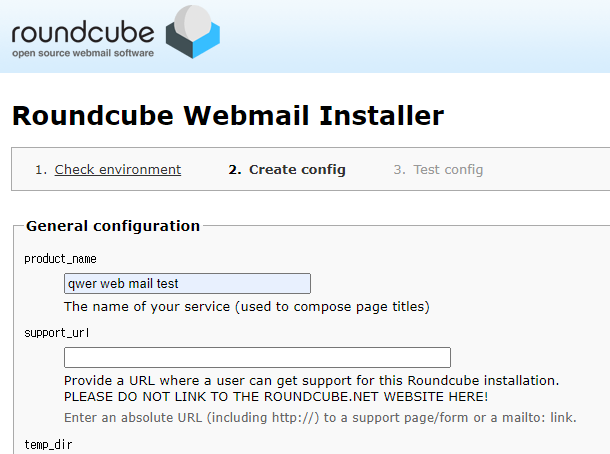 roundcube
open source webmail software
Roundcube Webmail Installer
1. Check environment 2. Create config 3. Test config
General configuration
product_name
qwer web mail test
The name of your service (used to compose page titles)
support_url
Provide a URL where a user can get support for this Roundcube installation.
PLEASE DO NOT LINK TO THE ROUNDCUBE.NET WEBSITE HERE!
Enter an absolute URL (including http://) to a support page/form or a mailto: link.
temp_dir